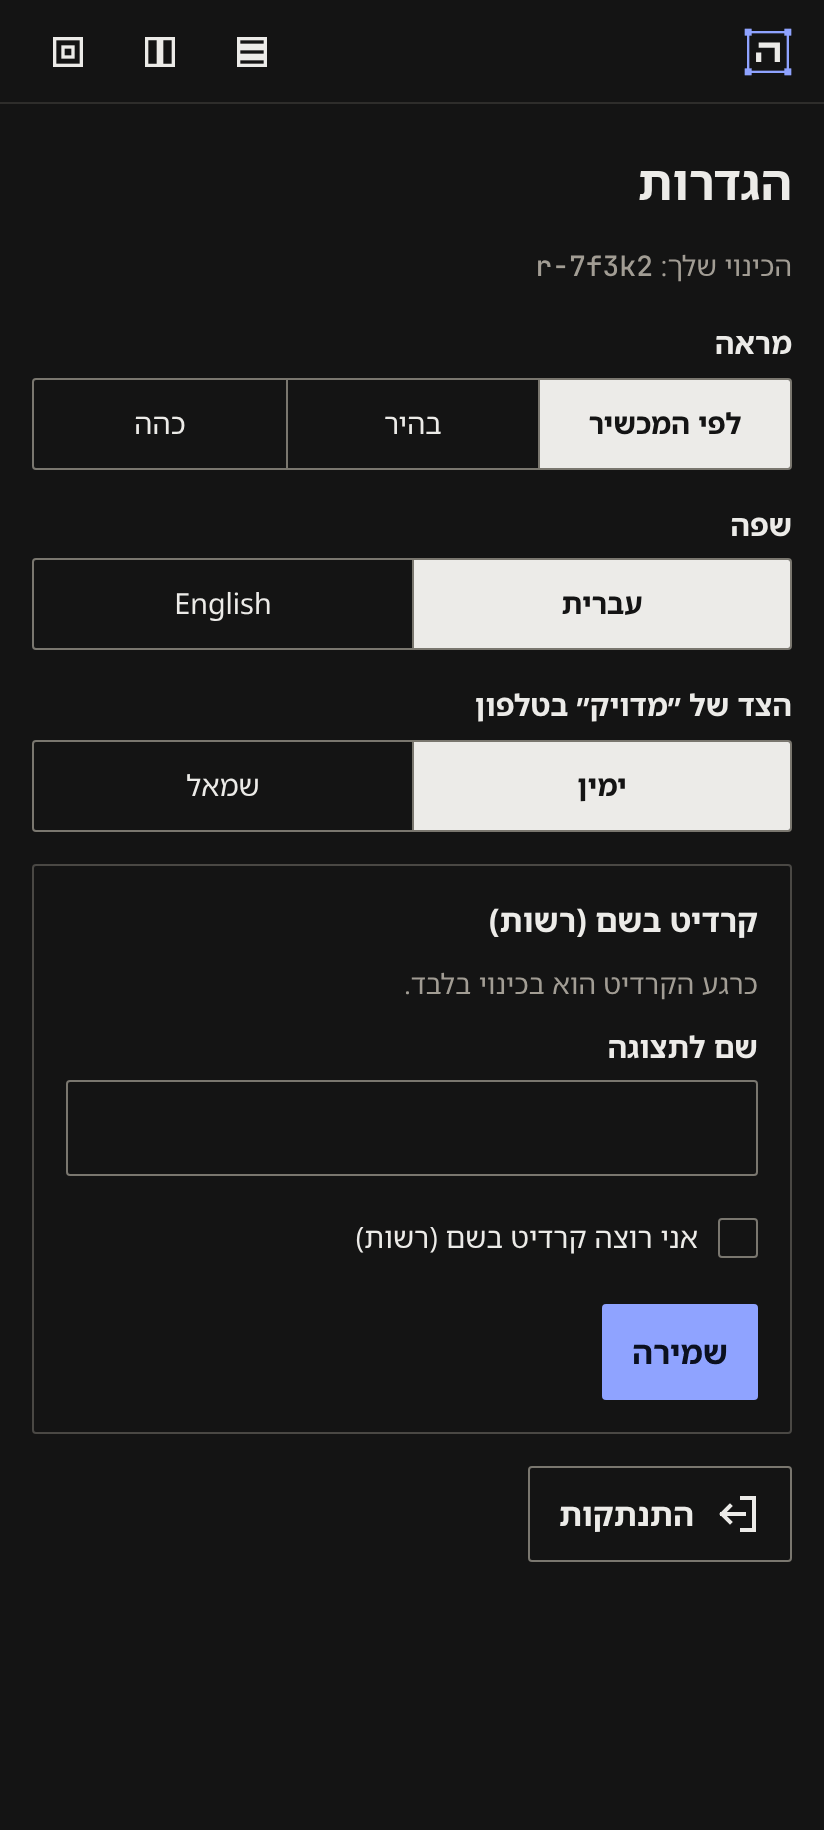 ה
הגדרות
הכינוי שלך: r-7f3k2
מראה
לפי המכשיר
בהיר
כהה
שפה
עברית
English
הצד של ״מדויק״ בטלפון
ימין
שמאל
קרדיט בשם (רשות)
כרגע הקרדיט הוא בכינוי בלבד.
שם לתצוגה
אני רוצה קרדיט בשם (רשות)
שמירה
התנתקות